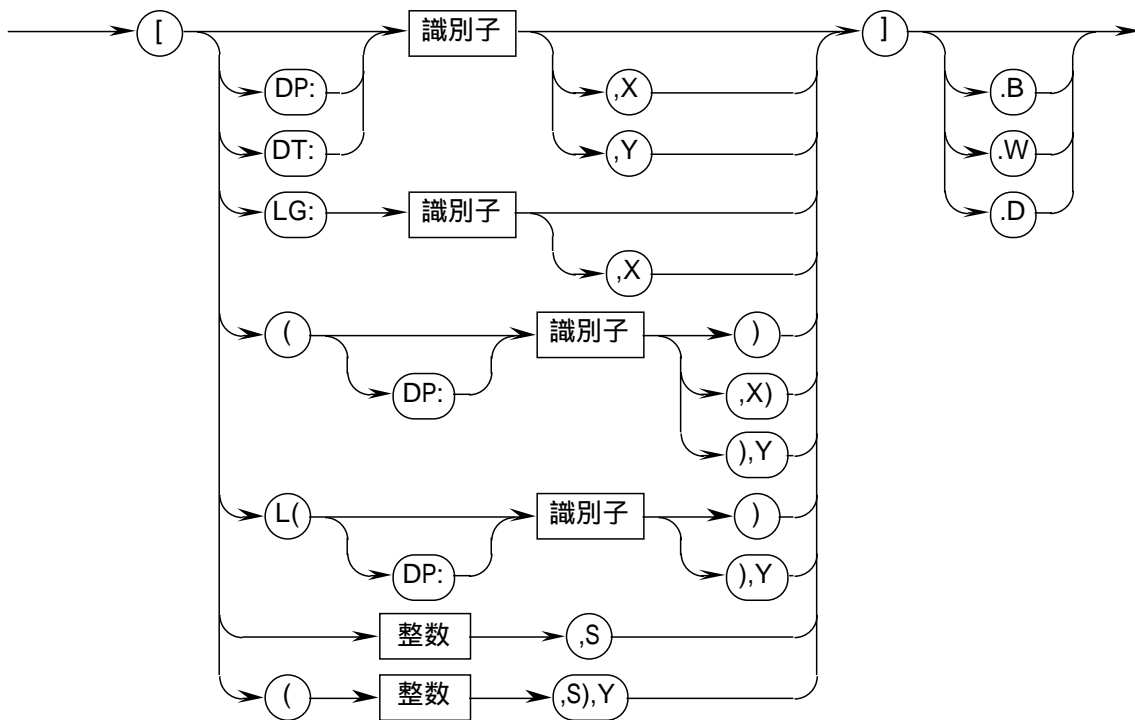 [ 識別子 ] 
DP: ,X .B
DT: ,Y .W
LG: 識別子 .D
,X
( 識別子 )
DP: ,X)
),Y
L( 識別子 )
DP: ),Y
整数 ,S
( 整数 ,S),Y